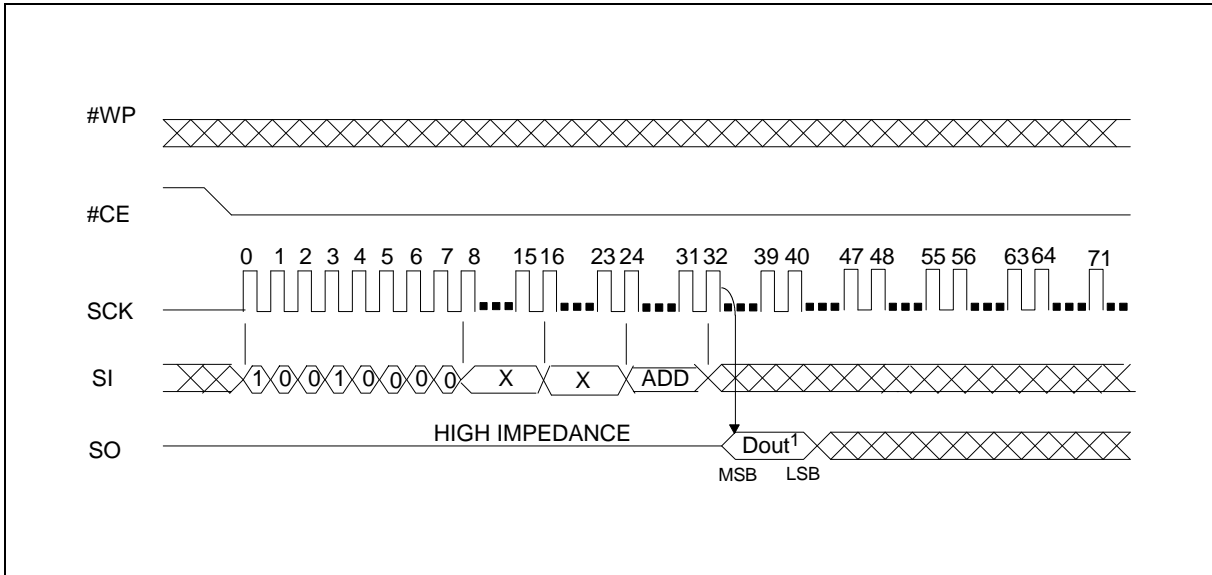 #WP
#CE
0 1 2 3 4 5 6 7 8 15 16 23 24 31 32 39 40 47 48 55 56 63 64 71
SCK
SI 1 0 0 1 0 0 0 0 X X ADD
HIGH IMPEDANCE
SO Dout1
MSB LSB